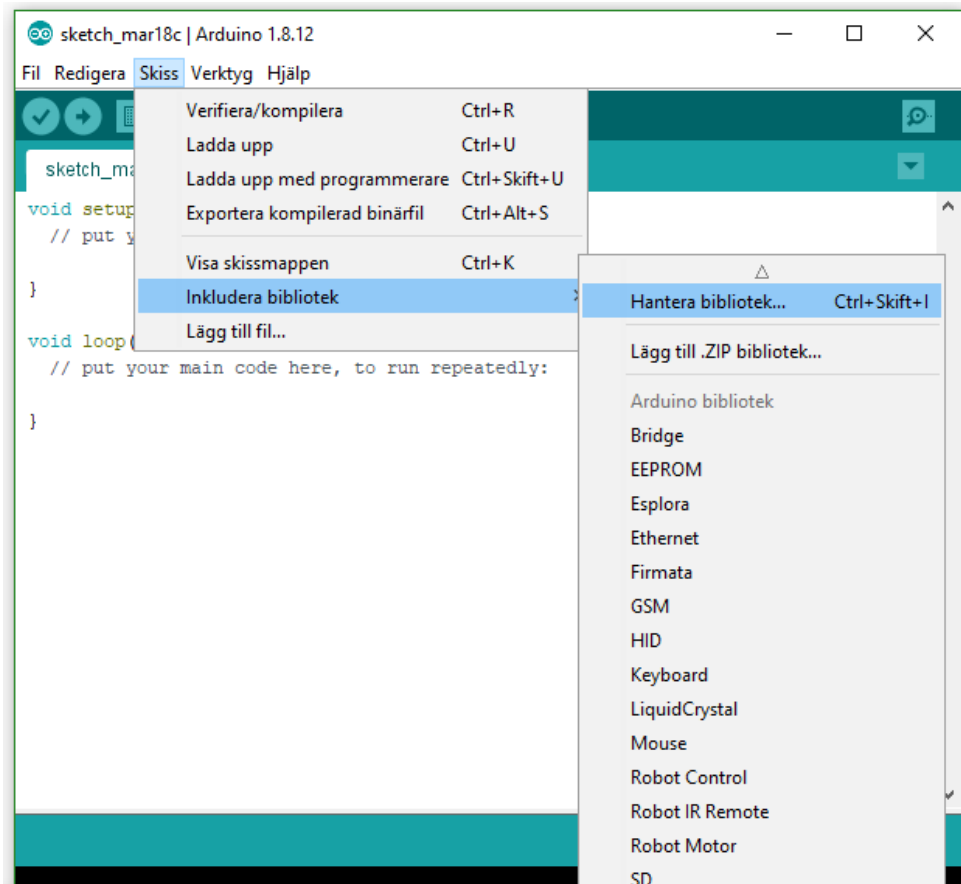 sketch_mar18c | Arduino 1.8.12
Fil Redigera Skiss Verktyg Hjälp
Verifiera/kompilera Ctrl+R
Ladda upp Ctrl+U
Ladda upp med programmerare Ctrl+Skift+U
Exportera kompilerad binärfil Ctrl+Alt+S
Visa skissmappen Ctrl+K
Inkludera bibliotek
Lägg till fil...
sketch_ma
void setup
// put y
}
void loop(
// put your main code here, to run repeatedly:
}
Hantera bibliotek... Ctrl+Skift+I
Lägg till .ZIP bibliotek...
Arduino bibliotek
Bridge
EEPROM
Esplora
Ethernet
Firmata
GSM
HID
Keyboard
LiquidCrystal
Mouse
Robot Control
Robot IR Remote
Robot Motor
SD